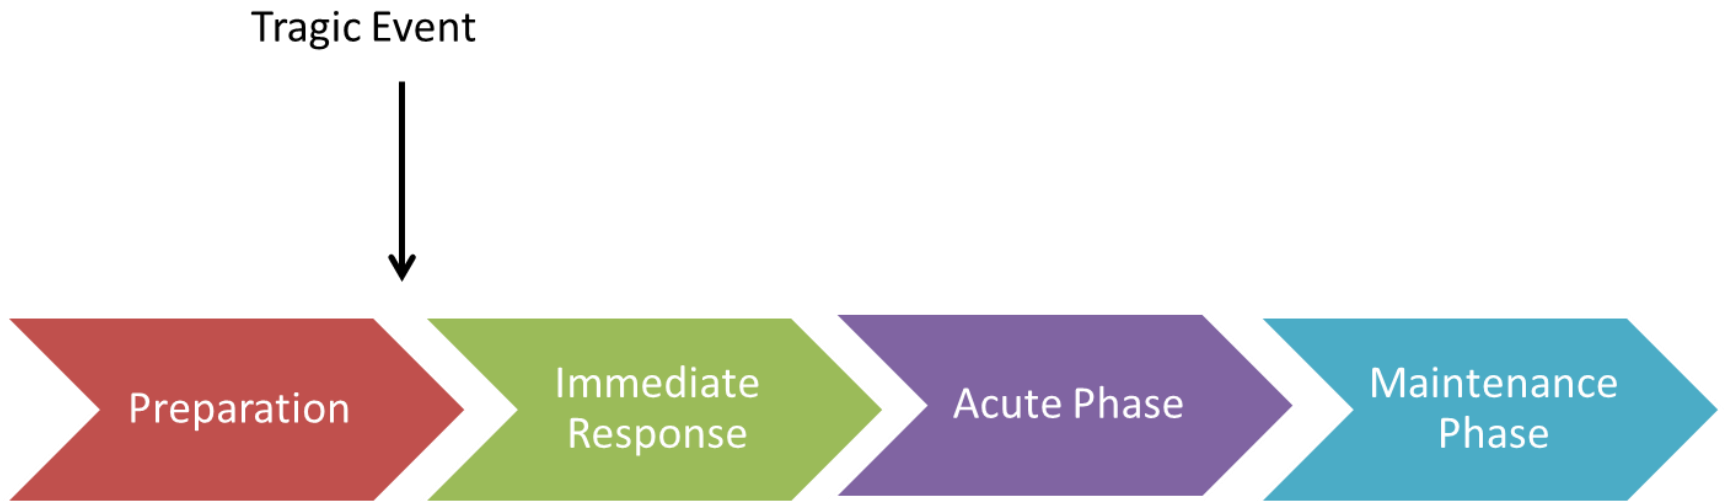 Tragic Event
Preparation
Immediate
Response
Acute Phase
Maintenance
Phase